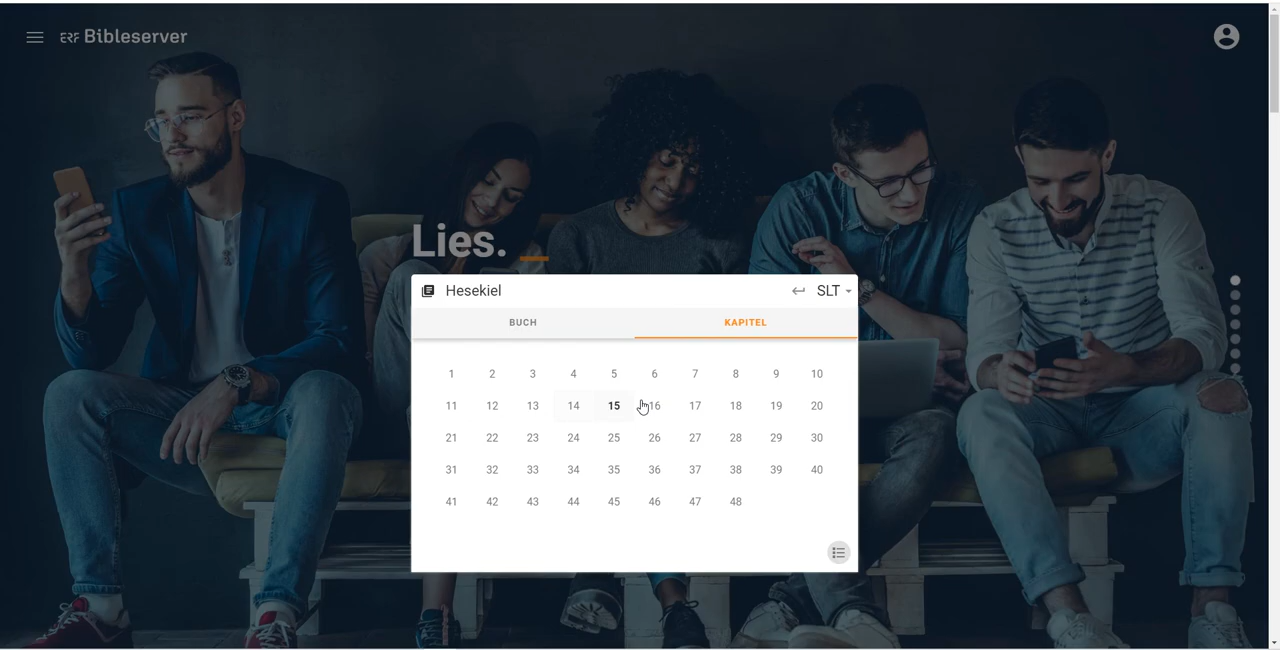 ERF Bibleserver
Lies. _
Hesekiel SLT
BUCH KAPITEL
1 2 3 4 5 6 7 8 9 10
11 12 13 14 15 16 17 18 19 20
21 22 23 24 25 26 27 28 29 30
31 32 33 34 35 36 37 38 39 40
41 42 43 44 45 46 47 48